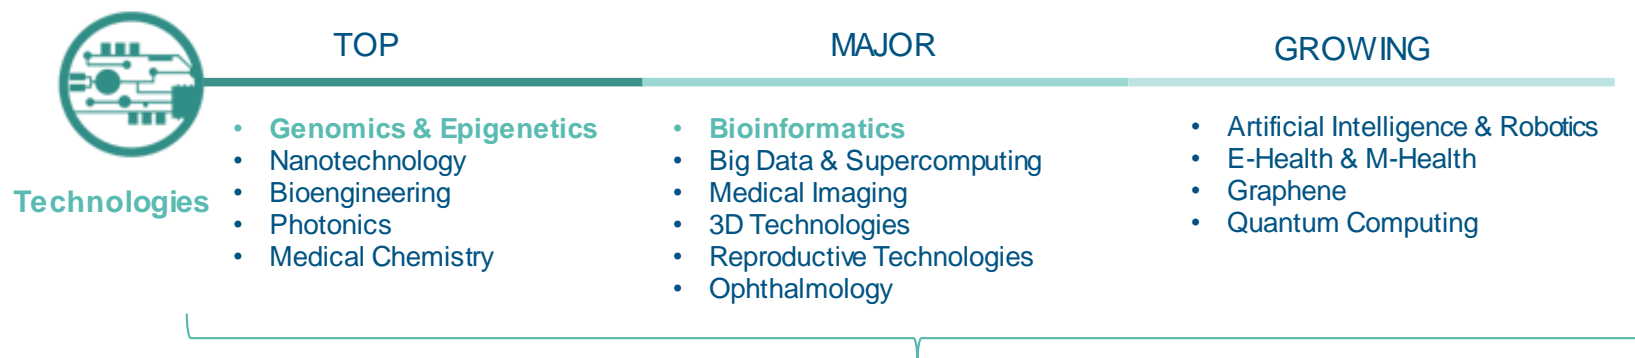 TOP
MAJOR
GROWING
Technologies
• Genomics & Epigenetics
• Nanotechnology
• Bioengineering
• Photonics
• Medical Chemistry
• Bioinformatics
• Big Data & Supercomputing
• Medical Imaging
• 3D Technologies
• Reproductive Technologies
• Ophthalmology
• Artificial Intelligence & Robotics
• E-Health & M-Health
• Graphene
• Quantum Computing